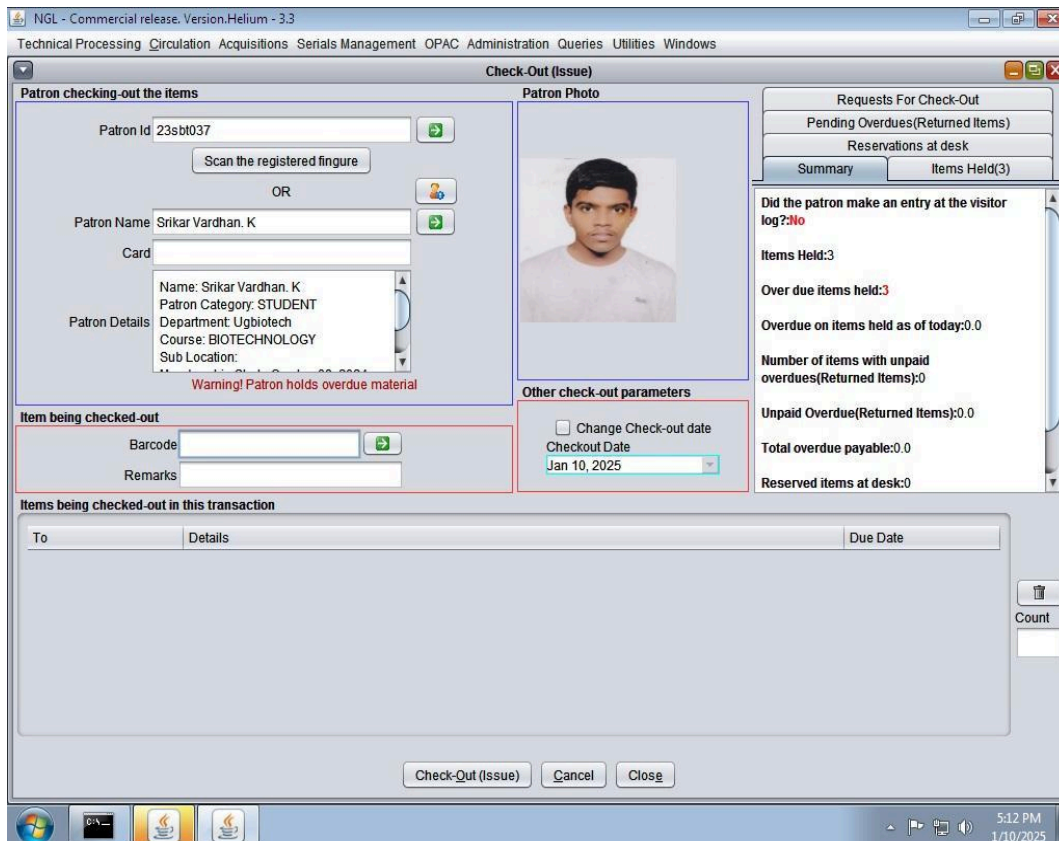 NGL - Commercial release. Version.Helium - 3.3
Technical Processing Circulation Acquisitions Serials Management OPAC Administration Queries Utilities Windows
Check-Out (Issue)
Patron checking-out the items
Patron Id 23sbt037
Scan the registered fingure
OR
Patron Name Srikar Vardhan. K
Card
Patron Details
Name: Srikar Vardhan. K
Patron Category: STUDENT
Department: Ugbiotech
Course: BIOTECHNOLOGY
Sub Location:
Warning! Patron holds overdue material
Patron Photo
Item being checked-out
Barcode
Remarks
Other check-out parameters
Change Check-out date
Checkout Date
Jan 10, 2025
Requests For Check-Out
Pending Overdues(Returned Items)
Reservations at desk
Summary Items Held(3)
Did the patron make an entry at the visitor
log?:No
Items Held:3
Over due items held:3
Overdue on items held as of today:0.0
Number of items with unpaid
overdues(Returned Items):0
Unpaid Overdue(Returned Items):0.0
Total overdue payable:0.0
Reserved items at desk:0
Items being checked-out in this transaction
To Details Due Date
Count
Check-Out (Issue) Cancel Close
C:\
5:12 PM
1/10/2025